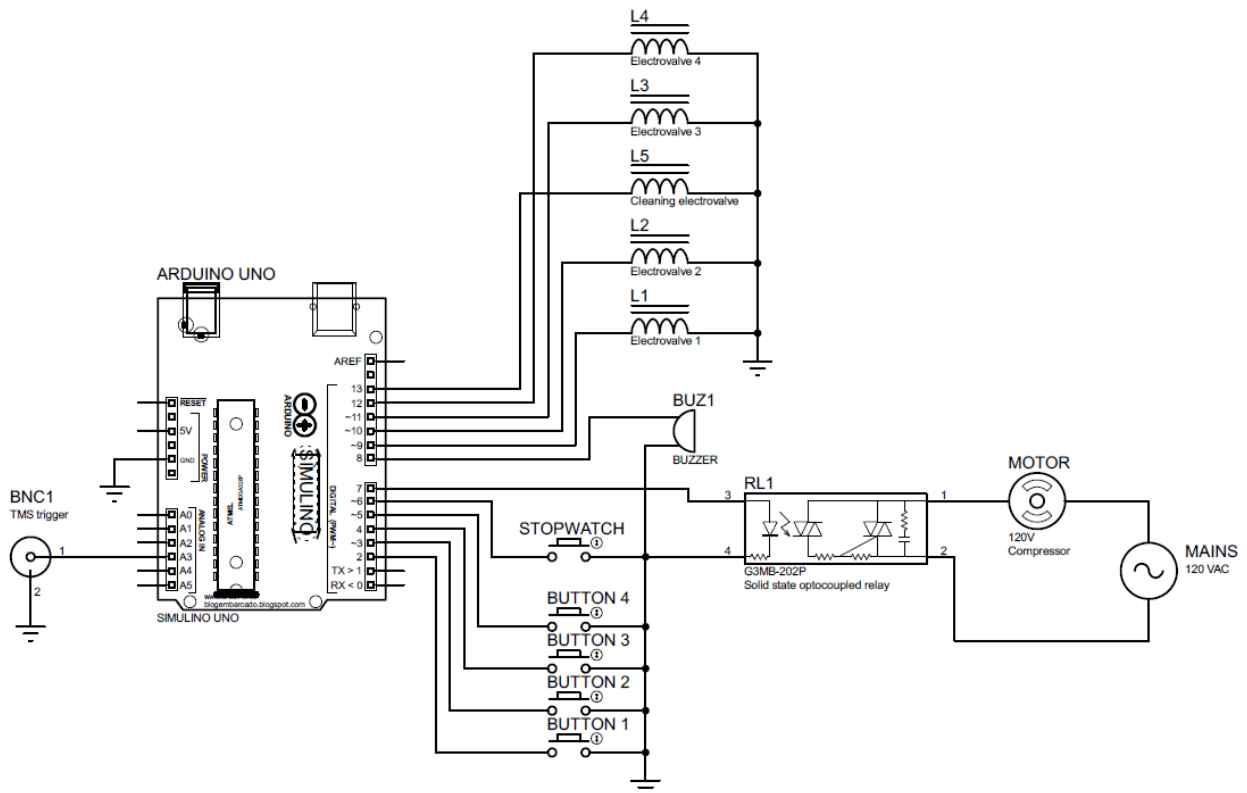 L4
Electrovalve 4
L3
Electrovalve 3
L5
Cleaning electrovalve
L2
Electrovalve 2
L1
Electrovalve 1
ARDUINO UNO
AREF
13
12
~11
~10
~9
8
RESET
5V
GND
POWER
ARDUINO
SIMULINO
ATMEL
ATMEGA328P
DIGITAL (PWM~)
7
~6
~5
4
~3
2
TX > 1
RX < 0
A0
A1
A2
A3
A4
A5
ANALOG IN
blogembarcado.blogspot.com
SIMULINO UNO
BNC1
TMS trigger
1
2
BUZ1
BUZZER
STOPWATCH
BUTTON 4
BUTTON 3
BUTTON 2
BUTTON 1
RL1
3
4
1
2
G3MB-202P
Solid state optocoupled relay
MOTOR
120V
Compressor
MAINS
120 VAC